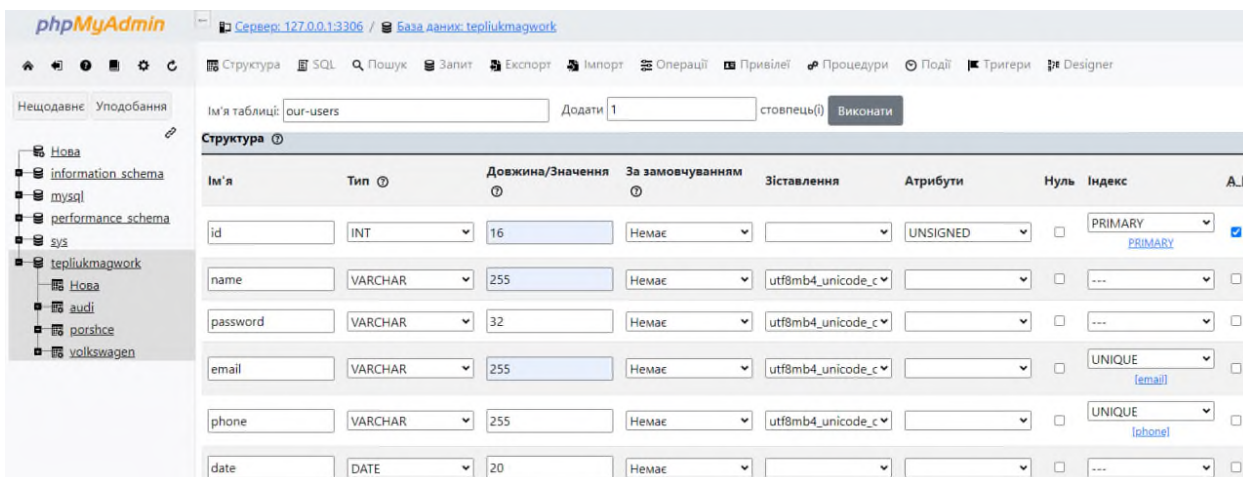 phpMyAdmin
Сервер: 127.0.0.1:3306 / База даних: tepliukmagwork
Структура SQL Пошук Запит Експорт Імпорт Операції Привілеї Процедури Події Тригери Designer
Нещодавнє Уподобання
Нова
information_schema
mysql
performance_schema
sys
tepliukmagwork
Нова
audi
porshce
volkswagen
Ім'я таблиці: our-users Додати 1 стовпець(і) Виконати
Структура
Ім'я Тип Довжина/Значення За замовчуванням Зіставлення Атрибути Нуль Індекс
id INT 16 Немає UNSIGNED PRIMARY
PRIMARY
name VARCHAR 255 Немає utf8mb4_unicode_c ---
password VARCHAR 32 Немає utf8mb4_unicode_c ---
email VARCHAR 255 Немає utf8mb4_unicode_c UNIQUE
[email]
phone VARCHAR 255 Немає utf8mb4_unicode_c UNIQUE
[phone]
date DATE 20 Немає ---